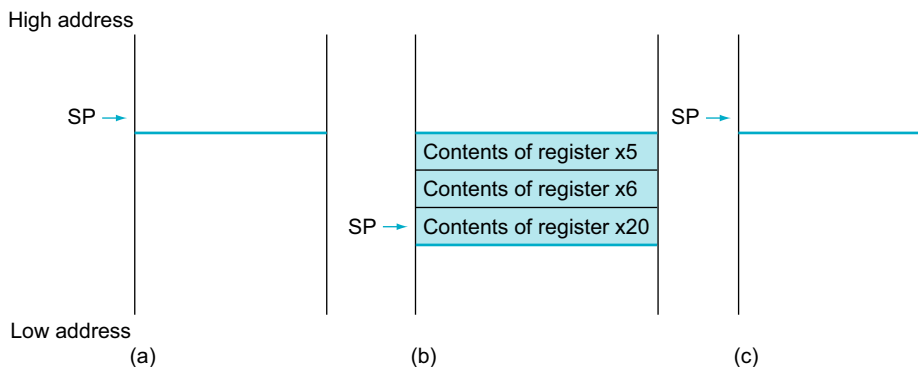 High address
SP
SP
Contents of register x5
Contents of register x6
SP
Contents of register x20
Low address
(a)
(b)
(c)